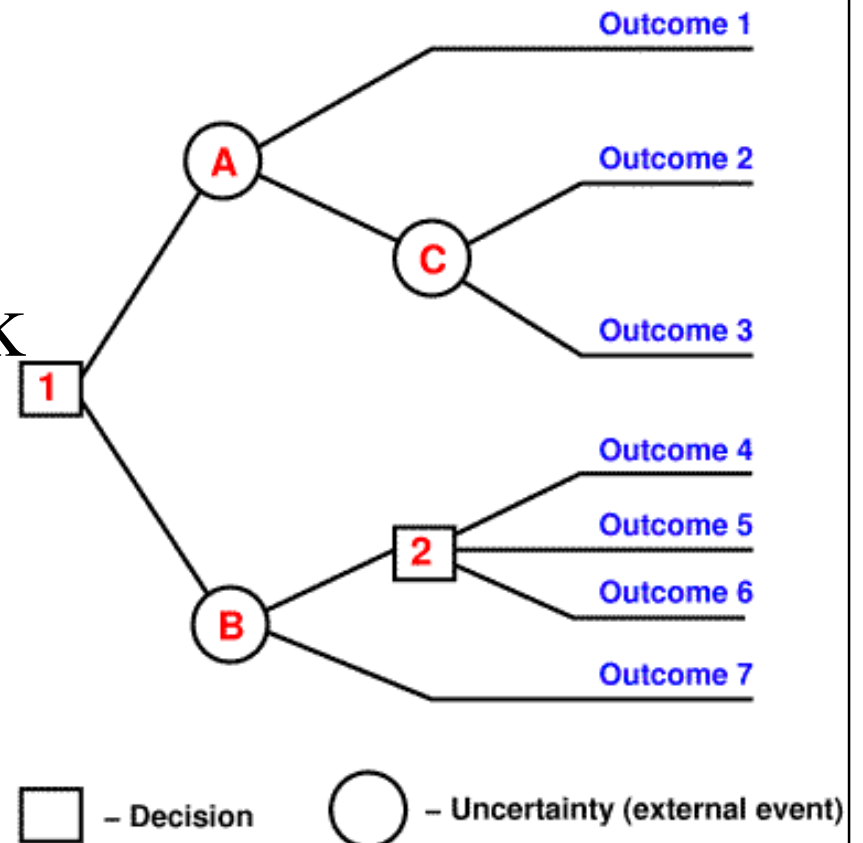 Outcome 1
A
Outcome 2
C
Outcome 3
K
1
Outcome 4
Outcome 5
2
Outcome 6
B
Outcome 7
– Decision
– Uncertainty (external event)